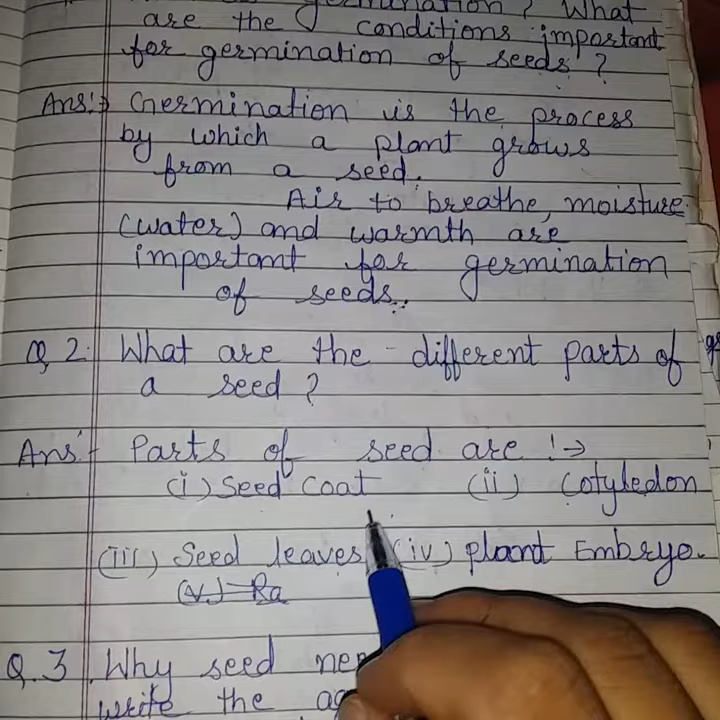 germination? What
are the conditions important
for germination of seeds ?
Ans:→ Germination is the process
by which a plant grows
from a seed.
Air to breathe, moisture
(water) and warmth are
important for germination
of seeds.
Q 2. What are the different parts of
a seed ?
Ans:- Parts of seed are :→
(i) Seed coat (ii) Cotyledon
(iii) Seed leaves (iv) plant Embryo.
(v) Ra
Q.3 Why seed
write the